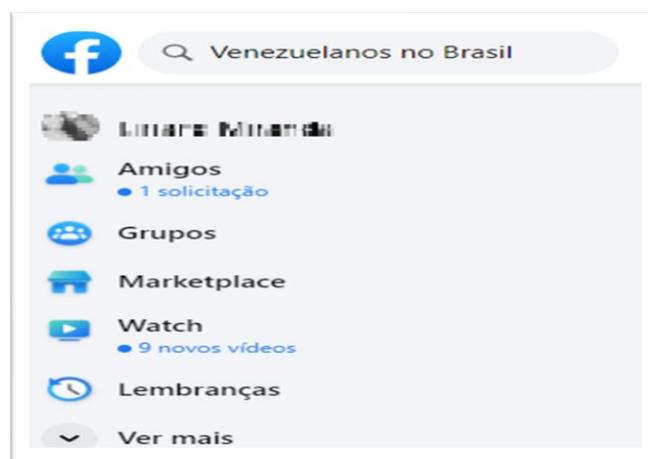 Venezuelanos no Brasil
Amigos
1 solicitação
Grupos
Marketplace
Watch
9 novos vídeos
Lembranças
Ver mais